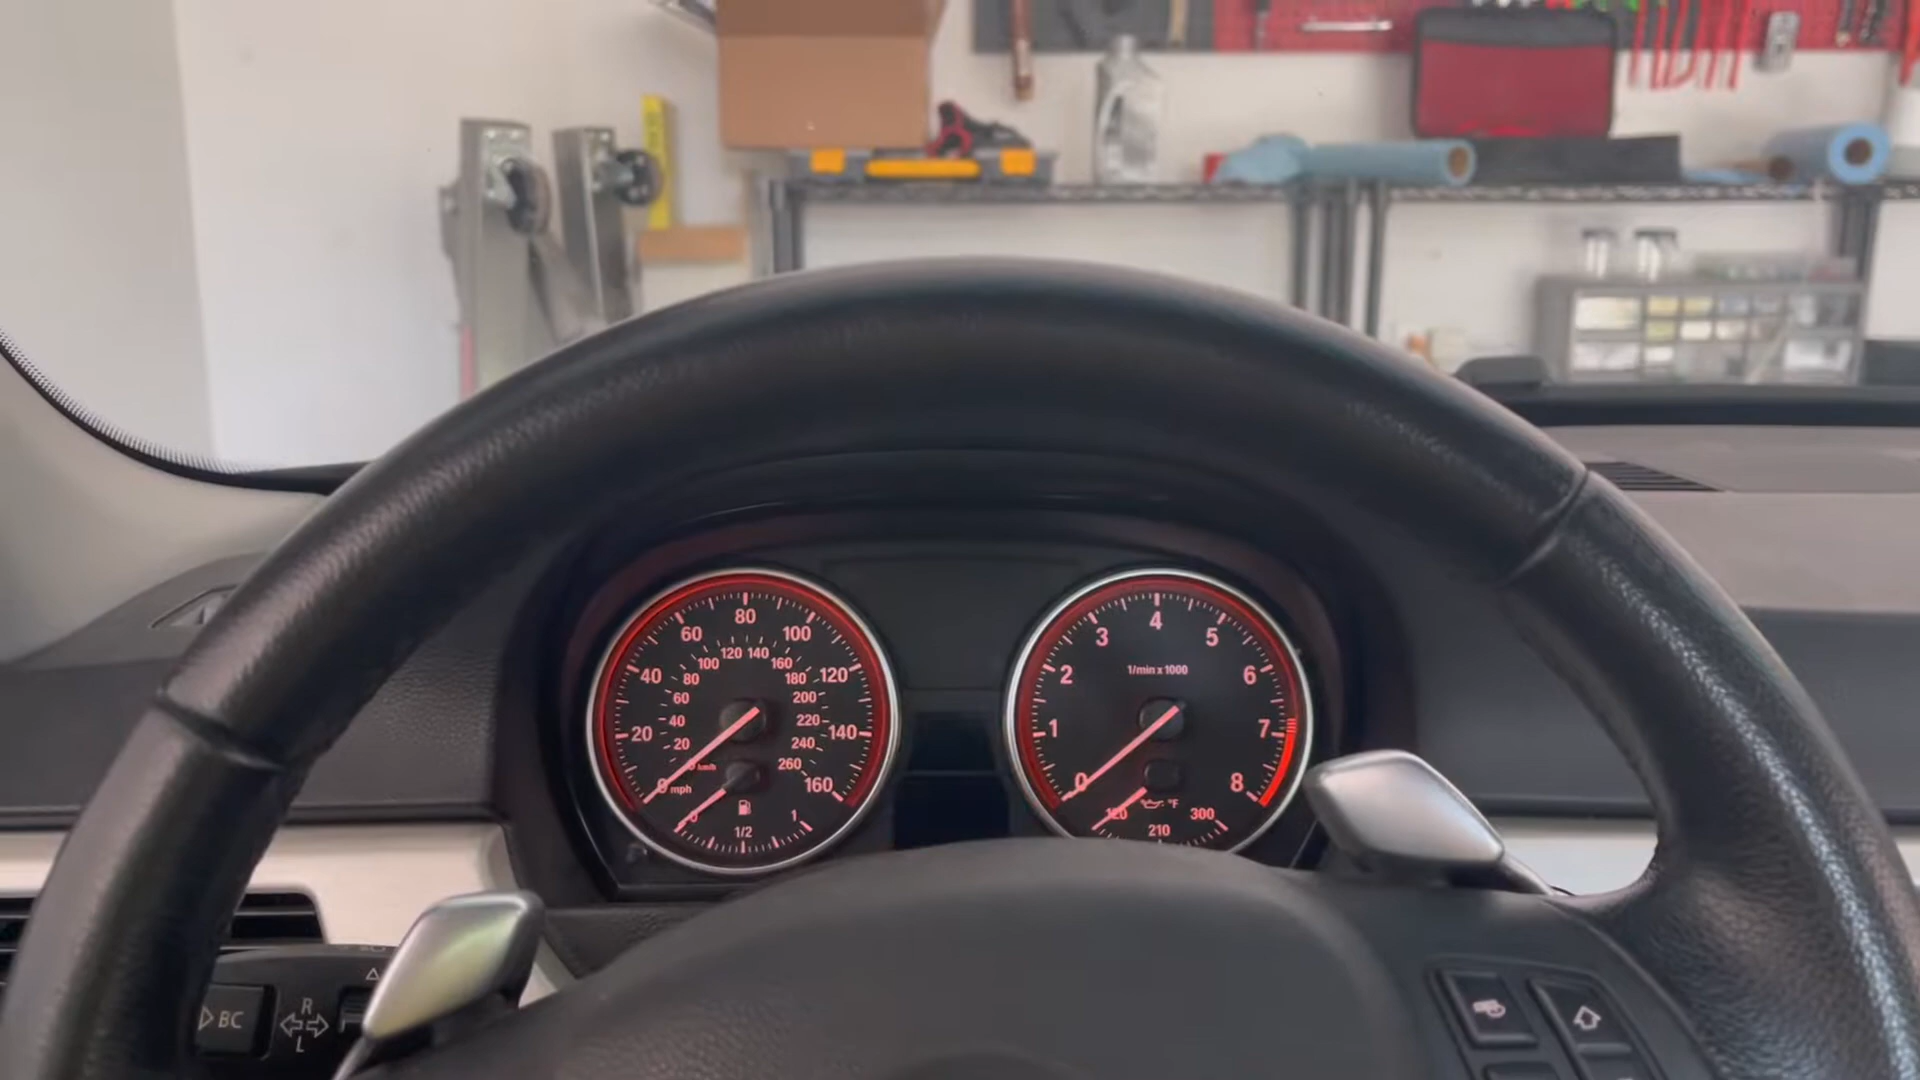 80
60 100
120 140
100 160
40 80 180 120
60 200
20 40 220 140
20 240
0 km/h 260
0 mph 160
0 1/2 1
4
3 5
1/min x 1000
2 6
1 7
0 8
120 °F 300
210
BC
R
L